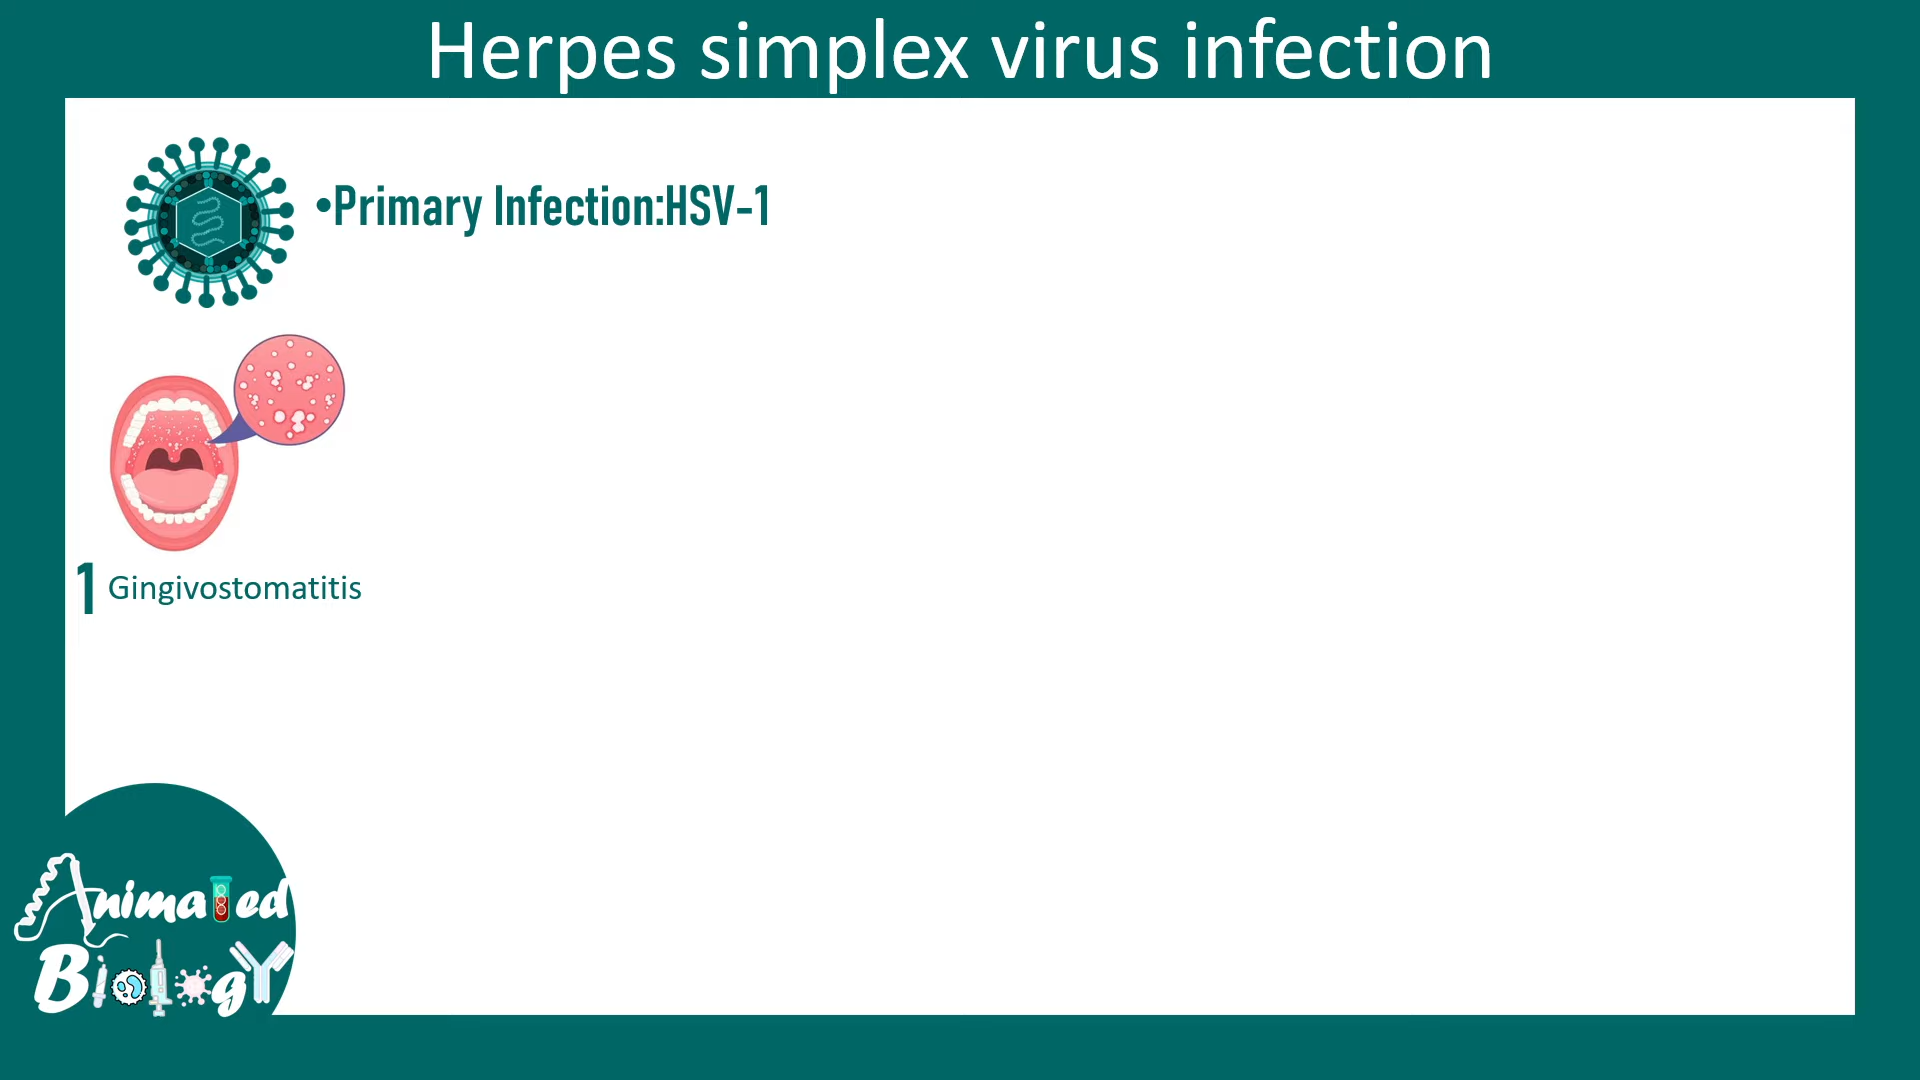 Herpes simplex virus infection
•Primary Infection:HSV-1
1 Gingivostomatitis
Animated
BiologY